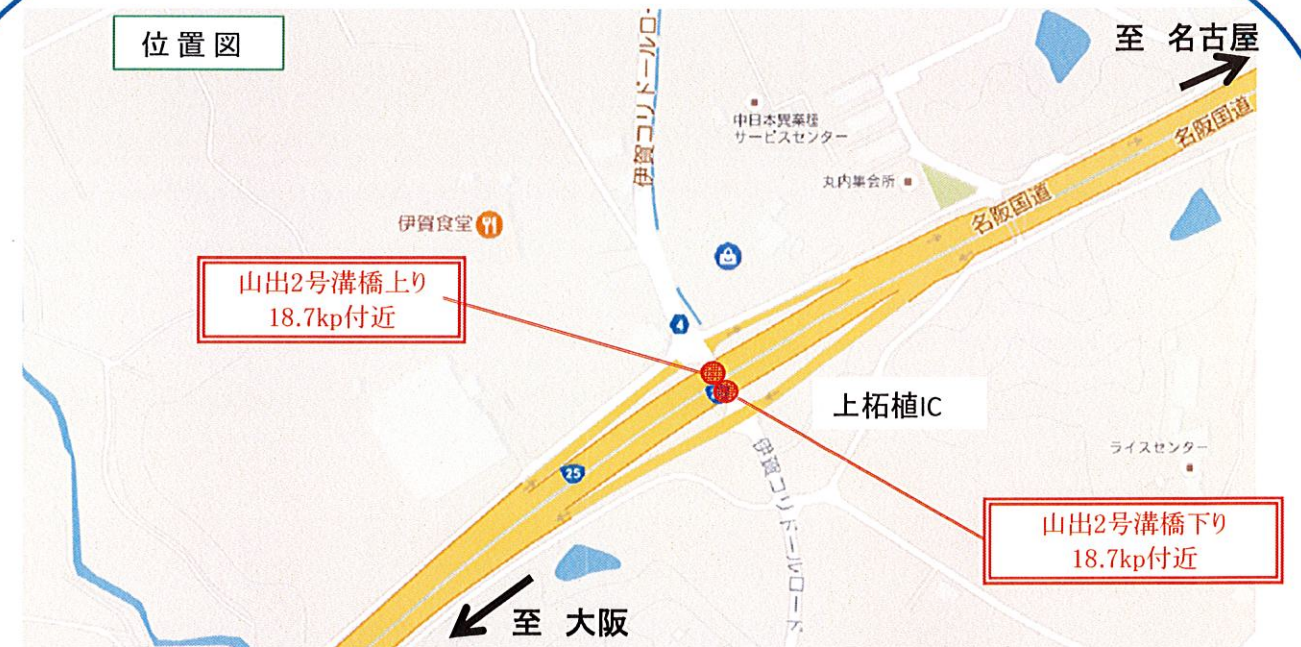 位置図
至 名古屋
伊賀コリドールロー
中日本異業種
サービスセンター
名阪国道
丸内集会所
名阪国道
伊賀食堂
山出2号溝橋上り
18.7kp付近
4
上柘植IC
25
伊賀コリドールロード
ライスセンター
山出2号溝橋下り
18.7kp付近
至 大阪